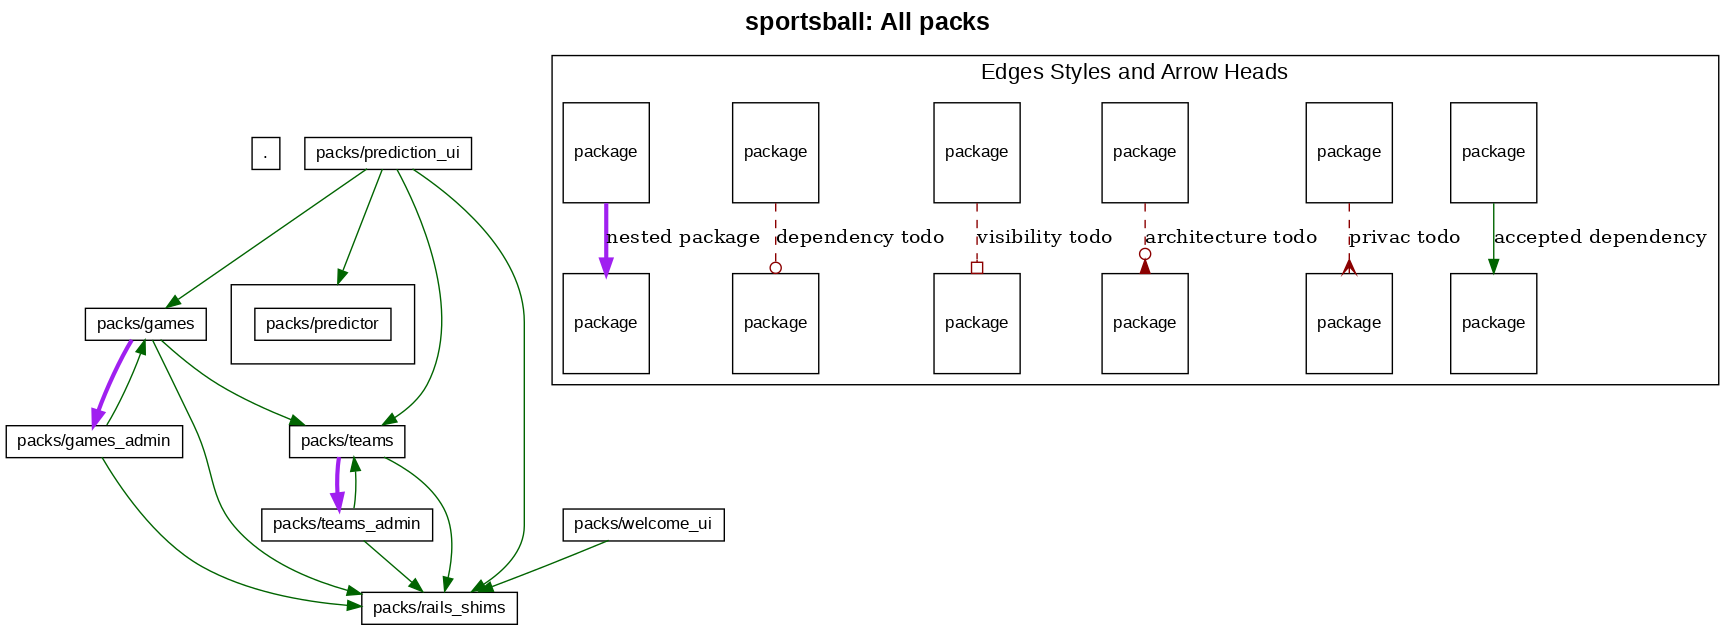 sportsball: All packs
Edges Styles and Arrow Heads
package
package
package
package
package
package
.
packs/prediction_ui
nested package
dependency todo
visibility todo
architecture todo
privac todo
accepted dependency
packs/games
packs/predictor
package
package
package
package
package
package
packs/games_admin
packs/teams
packs/teams_admin
packs/welcome_ui
packs/rails_shims